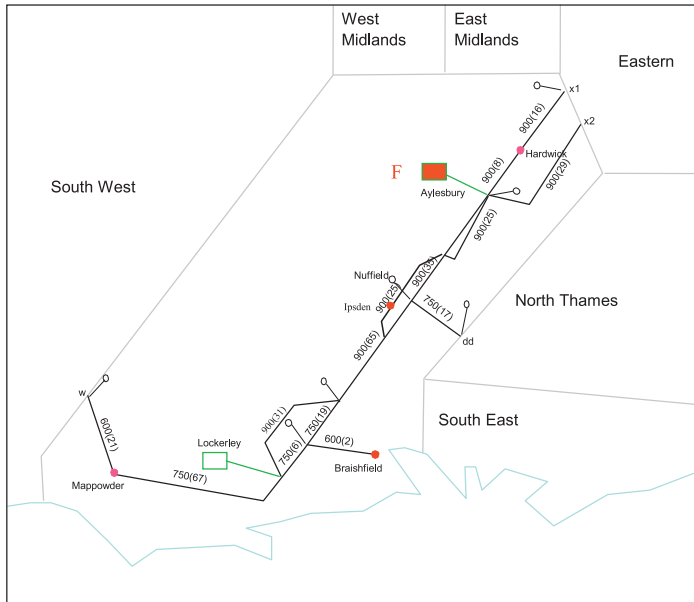 West
Midlands
East
Midlands
Eastern
x1
900(16)
x2
Hardwick
South West
F
900(8)
900(29)
Aylesbury
900(25)
Nuffield
900(35)
900(25)
Ipsden
750(17)
North Thames
dd
900(65)
w
South East
900(31)
750(19)
600(21)
Lockerley
750(6)
600(2)
Braishfield
750(67)
Mappowder